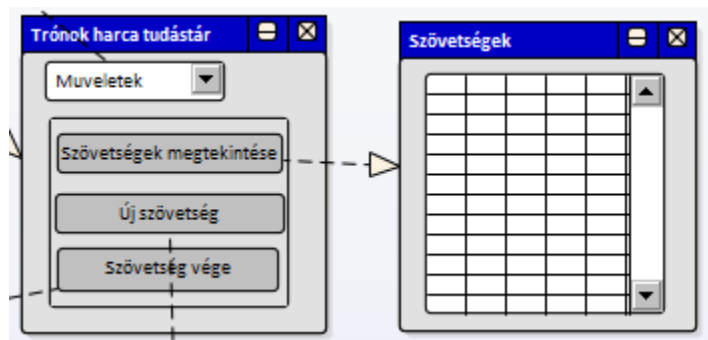 Trónok harca tudástár
Muveletek
Szövetségek megtekintése
Új szövetség
Szövetség vége
Szövetségek